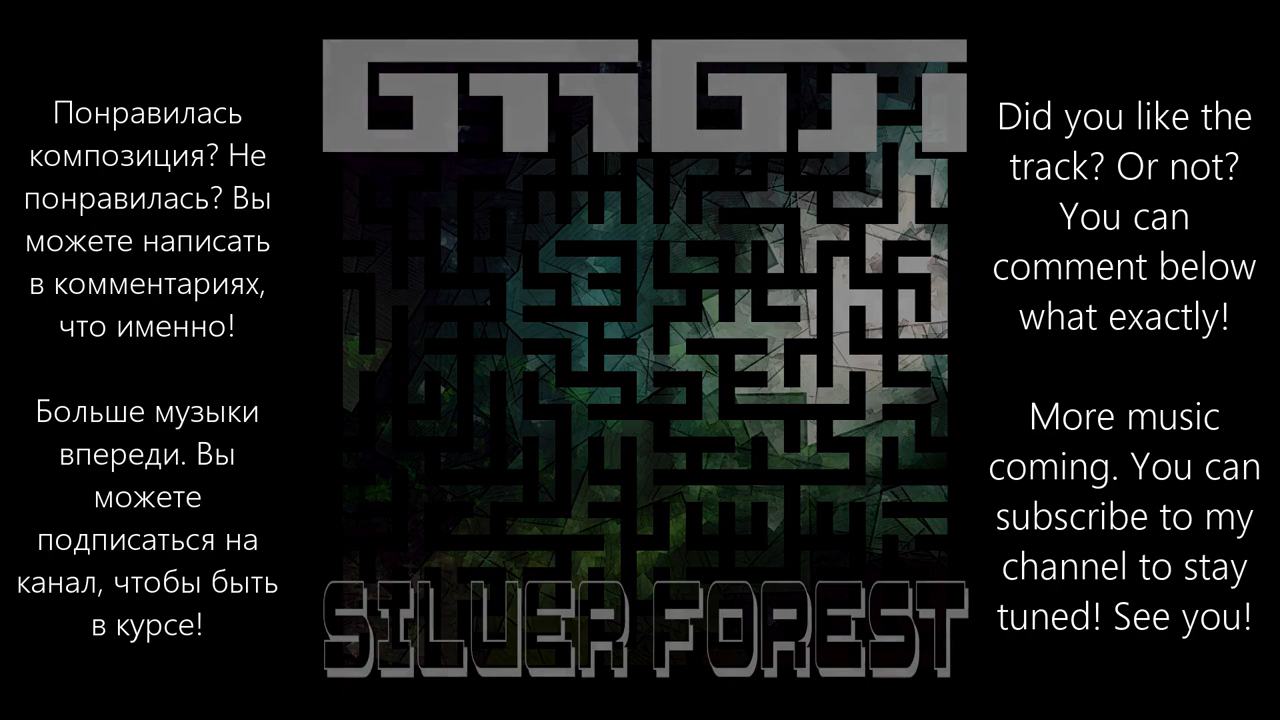 Понравилась
композиция? Не
понравилась? Вы
можете написать
в комментариях,
что именно!
Больше музыки
впереди. Вы
можете
подписаться на
канал, чтобы быть
в курсе!
SILVER FOREST
Did you like the
track? Or not?
You can
comment below
what exactly!
More music
coming. You can
subscribe to my
channel to stay
tuned! See you!